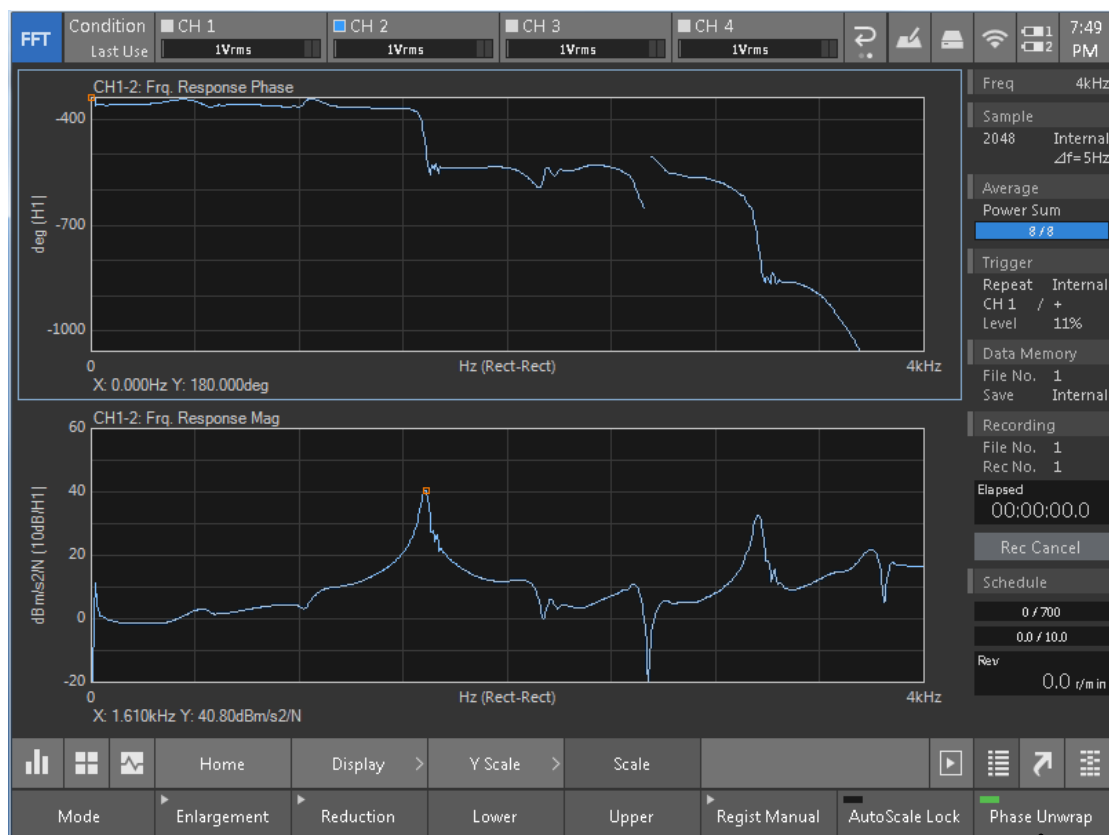 FFT
Condition
Last Use
CH 1
1Vrms
CH 2
1Vrms
CH 3
1Vrms
CH 4
1Vrms
1
2
7:49
PM
CH1-2: Frq. Response Phase
-400
-700
-1000
deg (H1)
0
Hz (Rect-Rect)
4kHz
X: 0.000Hz Y: 180.000deg
CH1-2: Frq. Response Mag
60
40
20
0
-20
dBm/s2/N (10dB/H1)
0
Hz (Rect-Rect)
4kHz
X: 1.610kHz Y: 40.80dBm/s2/N
Freq 4kHz
Sample
2048 Internal
⊿f=5Hz
Average
Power Sum
8 / 8
Trigger
Repeat Internal
CH 1 / +
Level 11%
Data Memory
File No. 1
Save Internal
Recording
File No. 1
Rec No. 1
Elapsed
00:00:00.0
Rec Cancel
Schedule
0 / 700
0.0 / 10.0
Rev
0.0 r/min
Home
Display >
Y Scale >
Scale
Mode
Enlargement
Reduction
Lower
Upper
Regist Manual
AutoScale Lock
Phase Unwrap